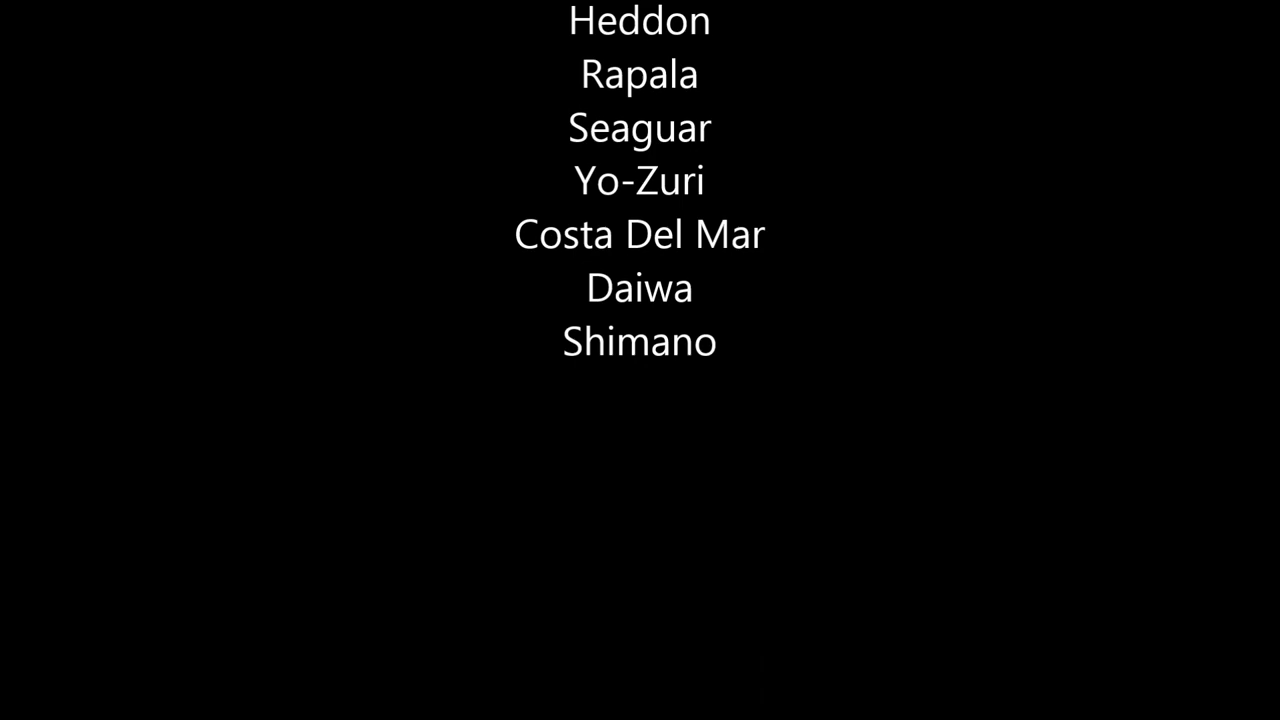 Heddon
Rapala
Seaguar
Yo-Zuri
Costa Del Mar
Daiwa
Shimano